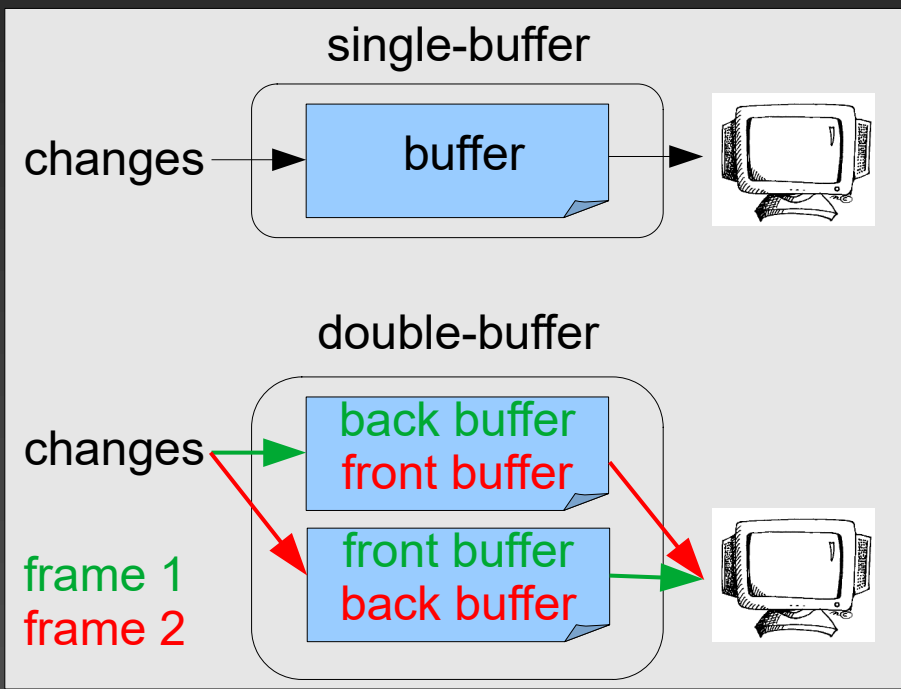 single-buffer
changes
buffer
double-buffer
changes
back buffer
front buffer
front buffer
back buffer
frame 1
frame 2